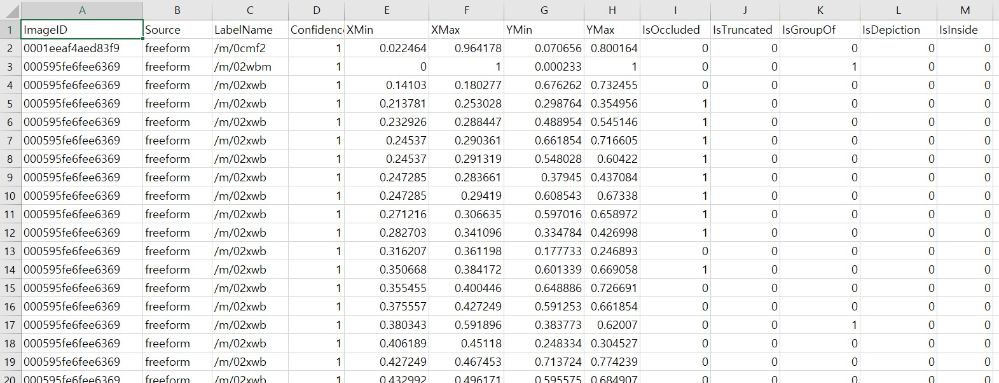 A B C D E F G H I J K L M
1 ImageID Source LabelName Confidenc XMin XMax YMin YMax IsOccluded IsTruncated IsGroupOf IsDepiction IsInside
2 0001eeaf4aed83f9 freeform /m/0cmf2 1 0.022464 0.964178 0.070656 0.800164 0 0 0 0 0
3 000595fe6fee6369 freeform /m/02wbm 1 0 1 0.000233 1 0 0 1 0 0
4 000595fe6fee6369 freeform /m/02xwb 1 0.14103 0.180277 0.676262 0.732455 0 0 0 0 0
5 000595fe6fee6369 freeform /m/02xwb 1 0.213781 0.253028 0.298764 0.354956 1 0 0 0 0
6 000595fe6fee6369 freeform /m/02xwb 1 0.232926 0.288447 0.488954 0.545146 1 0 0 0 0
7 000595fe6fee6369 freeform /m/02xwb 1 0.24537 0.290361 0.661854 0.716605 1 0 0 0 0
8 000595fe6fee6369 freeform /m/02xwb 1 0.24537 0.291319 0.548028 0.60422 1 0 0 0 0
9 000595fe6fee6369 freeform /m/02xwb 1 0.247285 0.283661 0.37945 0.437084 1 0 0 0 0
10 000595fe6fee6369 freeform /m/02xwb 1 0.247285 0.29419 0.608543 0.67338 1 0 0 0 0
11 000595fe6fee6369 freeform /m/02xwb 1 0.271216 0.306635 0.597016 0.658972 1 0 0 0 0
12 000595fe6fee6369 freeform /m/02xwb 1 0.282703 0.341096 0.334784 0.426998 1 0 0 0 0
13 000595fe6fee6369 freeform /m/02xwb 1 0.316207 0.361198 0.177733 0.246893 0 0 0 0 0
14 000595fe6fee6369 freeform /m/02xwb 1 0.350668 0.384172 0.601339 0.669058 1 0 0 0 0
15 000595fe6fee6369 freeform /m/02xwb 1 0.355455 0.400446 0.648886 0.726691 0 0 0 0 0
16 000595fe6fee6369 freeform /m/02xwb 1 0.375557 0.427249 0.591253 0.661854 0 0 0 0 0
17 000595fe6fee6369 freeform /m/02xwb 1 0.380343 0.591896 0.383773 0.62007 0 0 1 0 0
18 000595fe6fee6369 freeform /m/02xwb 1 0.406189 0.45118 0.248334 0.304527 0 0 0 0 0
19 000595fe6fee6369 freeform /m/02xwb 1 0.427249 0.467453 0.713724 0.774239 0 0 0 0 0
20 000595fe6fee6369 freeform /m/02xwb 1 0.432992 0.496171 0.595575 0.684907 0 0 0 0 0